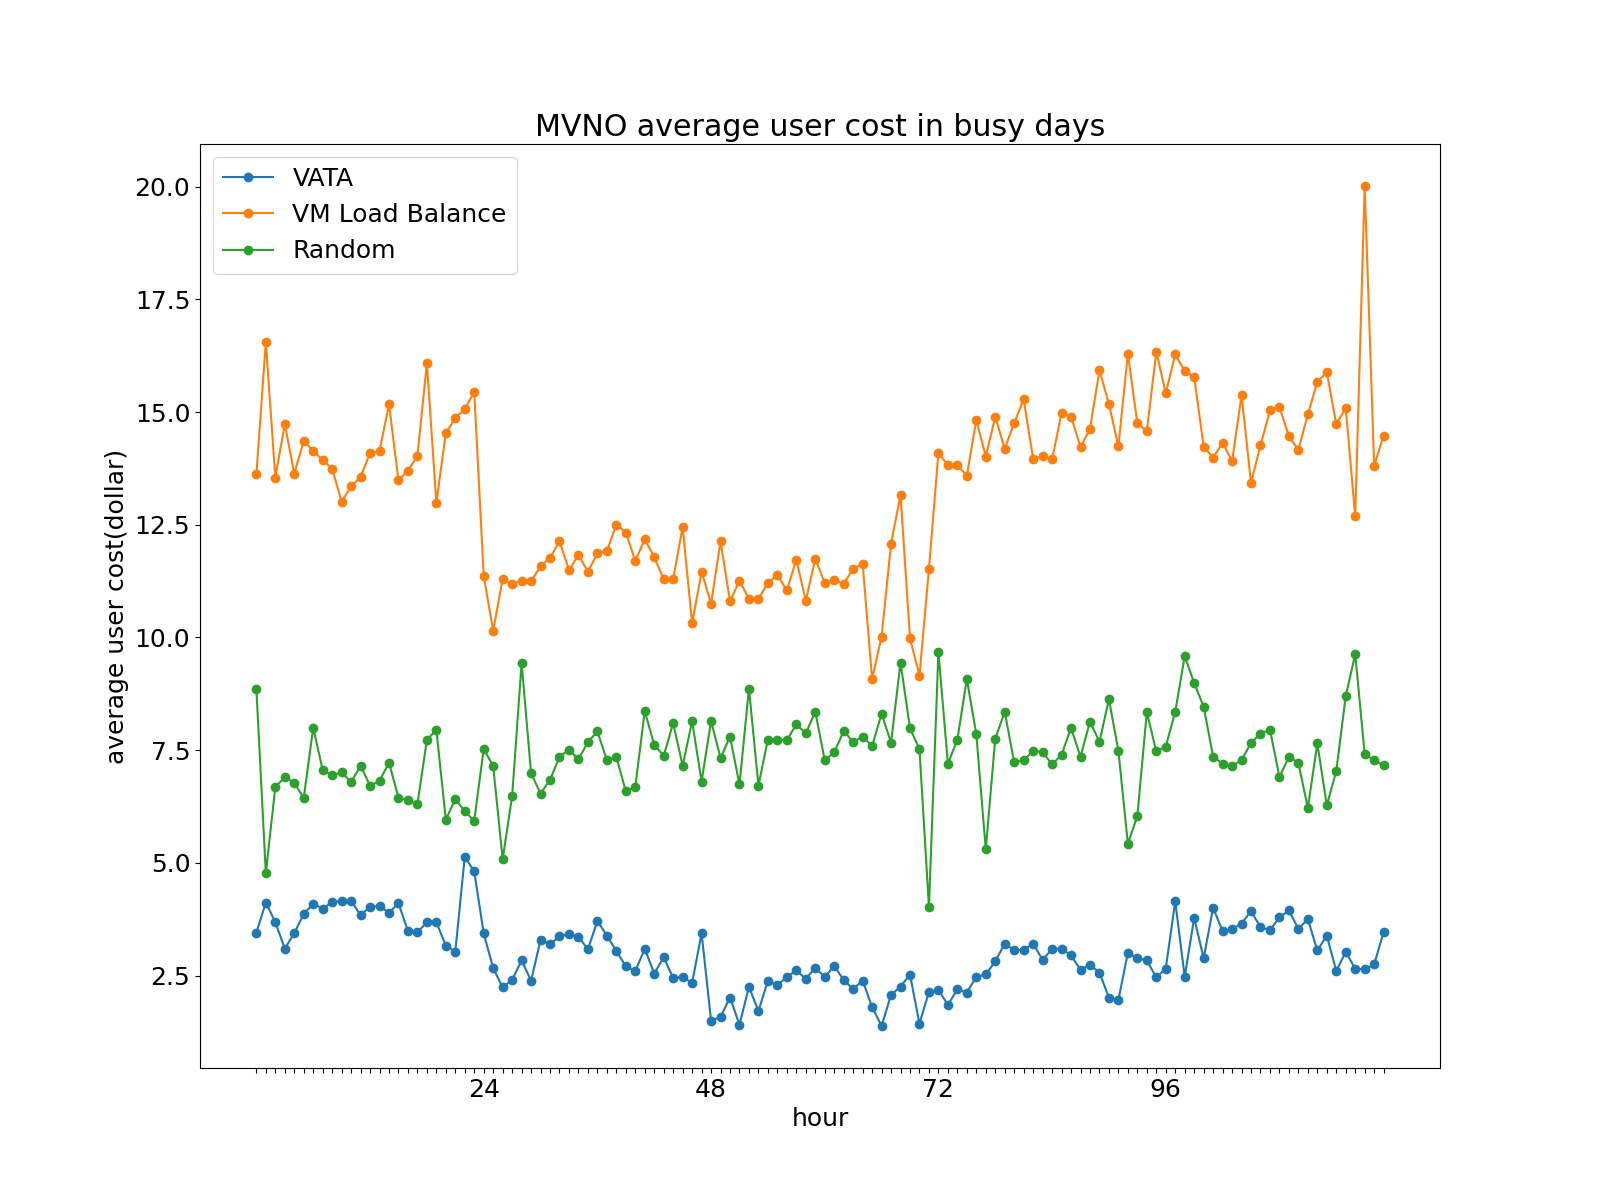 MVNO average user cost in busy days
VATA
VM Load Balance
Random
20.0
17.5
15.0
12.5
10.0
7.5
5.0
2.5
average user cost(dollar)
24
48
72
96
hour